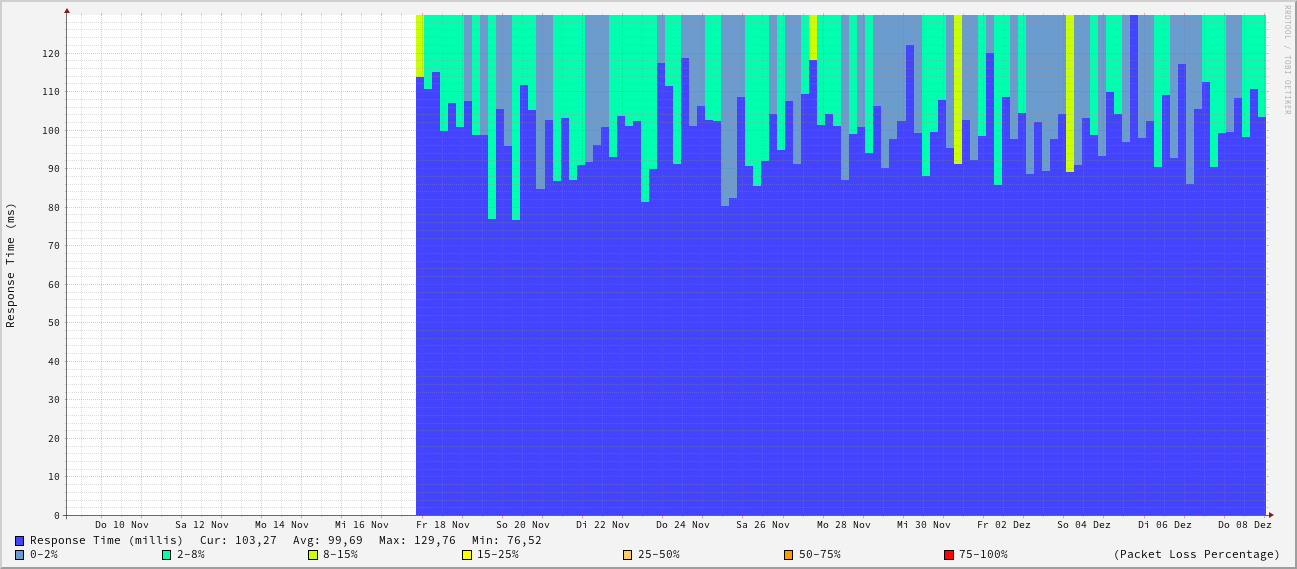 RRDTOOL / TOBI OETIKER
Response Time (ms)
120
110
100
90
80
70
60
50
40
30
20
10
0
Do 10 Nov Sa 12 Nov Mo 14 Nov Mi 16 Nov Fr 18 Nov So 20 Nov Di 22 Nov Do 24 Nov Sa 26 Nov Mo 28 Nov Mi 30 Nov Fr 02 Dez So 04 Dez Di 06 Dez Do 08 Dez
Response Time (millis) Cur: 103,27 Avg: 99,69 Max: 129,76 Min: 76,52
0-2% 2-8% 8-15% 15-25% 25-50% 50-75% 75-100% (Packet Loss Percentage)